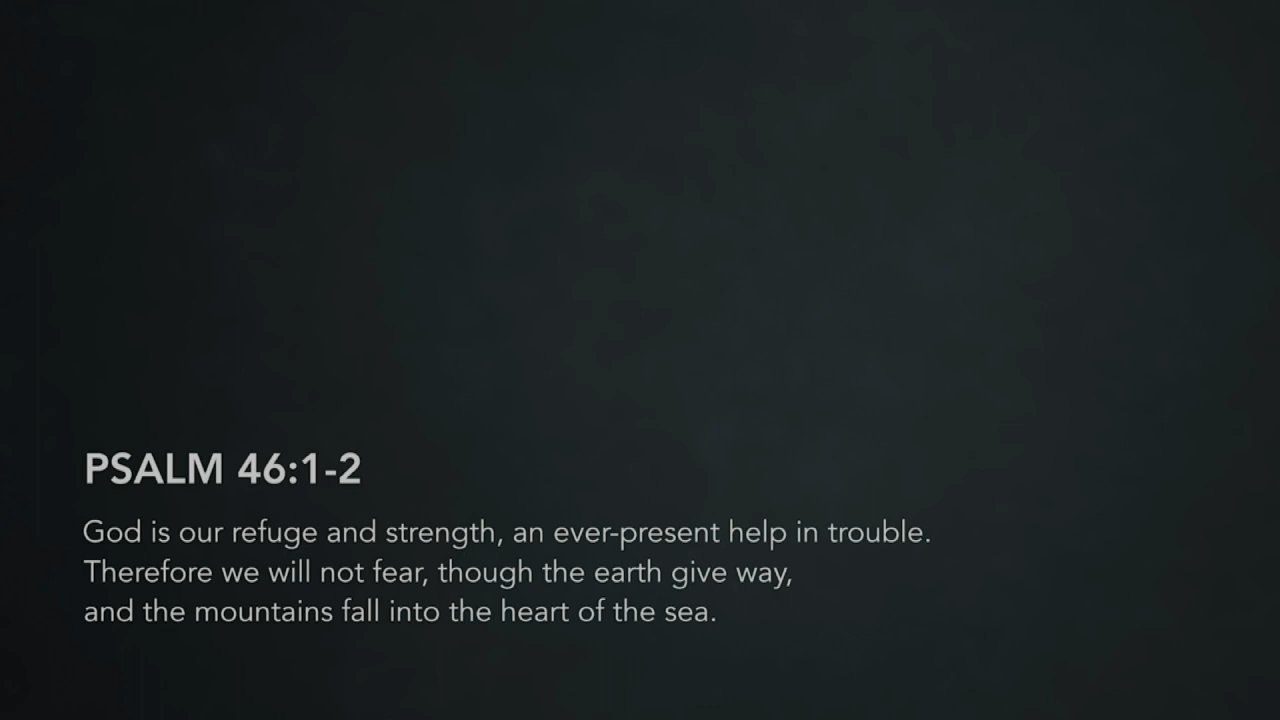 PSALM 46:1-2
God is our refuge and strength, an ever-present help in trouble.
Therefore we will not fear, though the earth give way,
and the mountains fall into the heart of the sea.